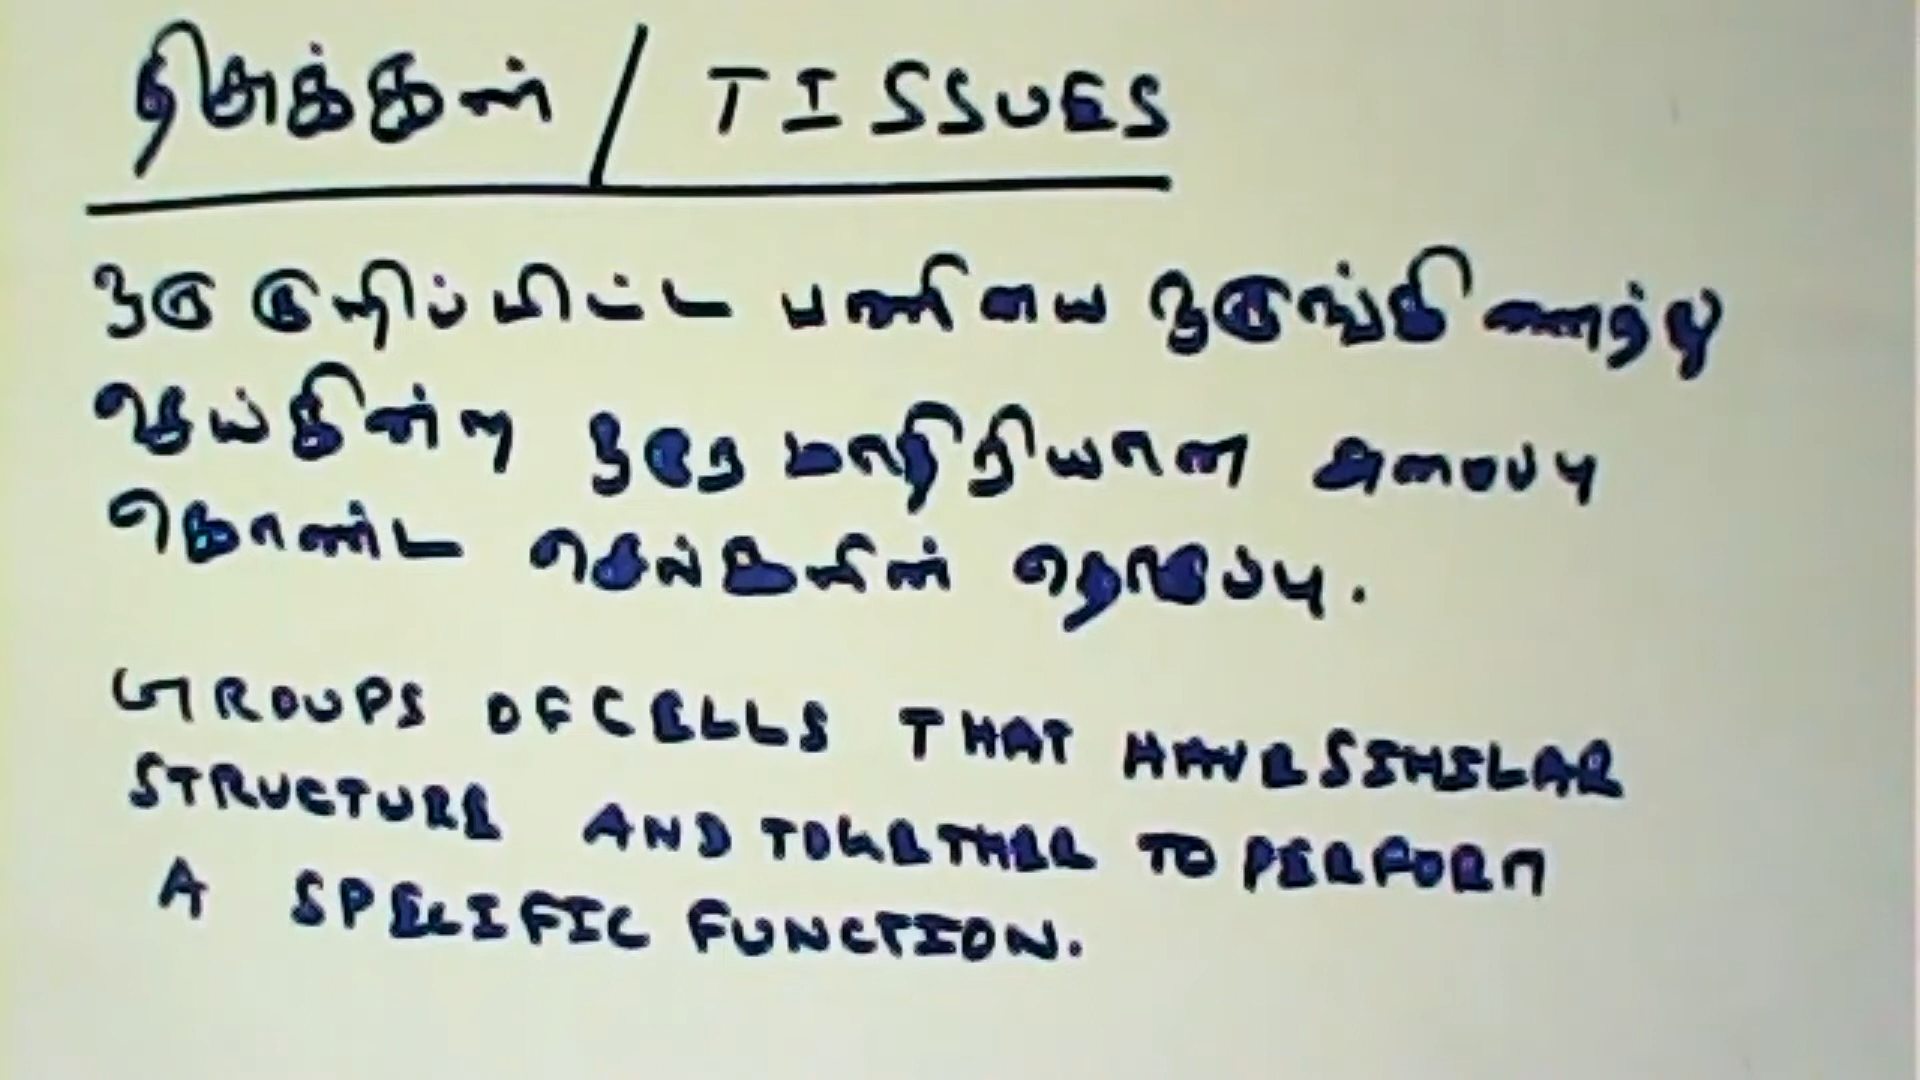 திசுக்கள் / TISSUES
ஒரு குறிப்பிட்ட பணியை ஒருங்கிணைந்து
செய்கின்ற ஒரே மாதிரியான அமைப்பு
கொண்ட செல்களின் தொகுப்பு.
GROUPS OF CELLS THAT HAVE SIMILAR
STRUCTURE AND TOGETHER TO PERFORM
A SPECIFIC FUNCTION.